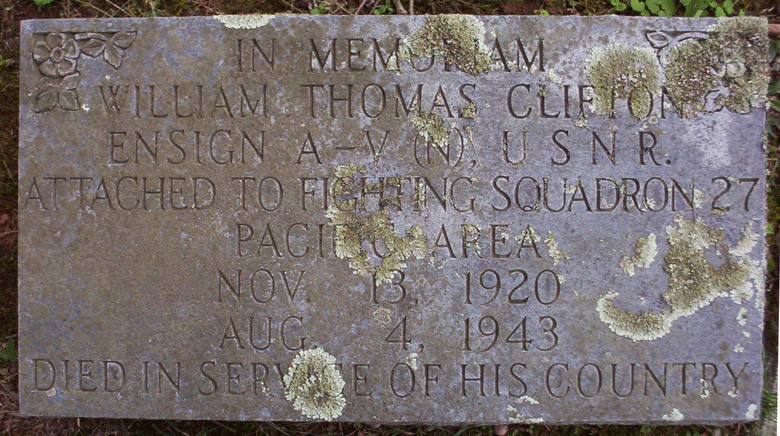 IN MEMORIAM
WILLIAM THOMAS CLIFTON
ENSIGN A-V (N), U S N R.
ATTACHED TO FIGHTING SQUADRON 27
PACIFIC AREA
NOV. 13, 1920
AUG. 4, 1943
DIED IN SERVICE OF HIS COUNTRY